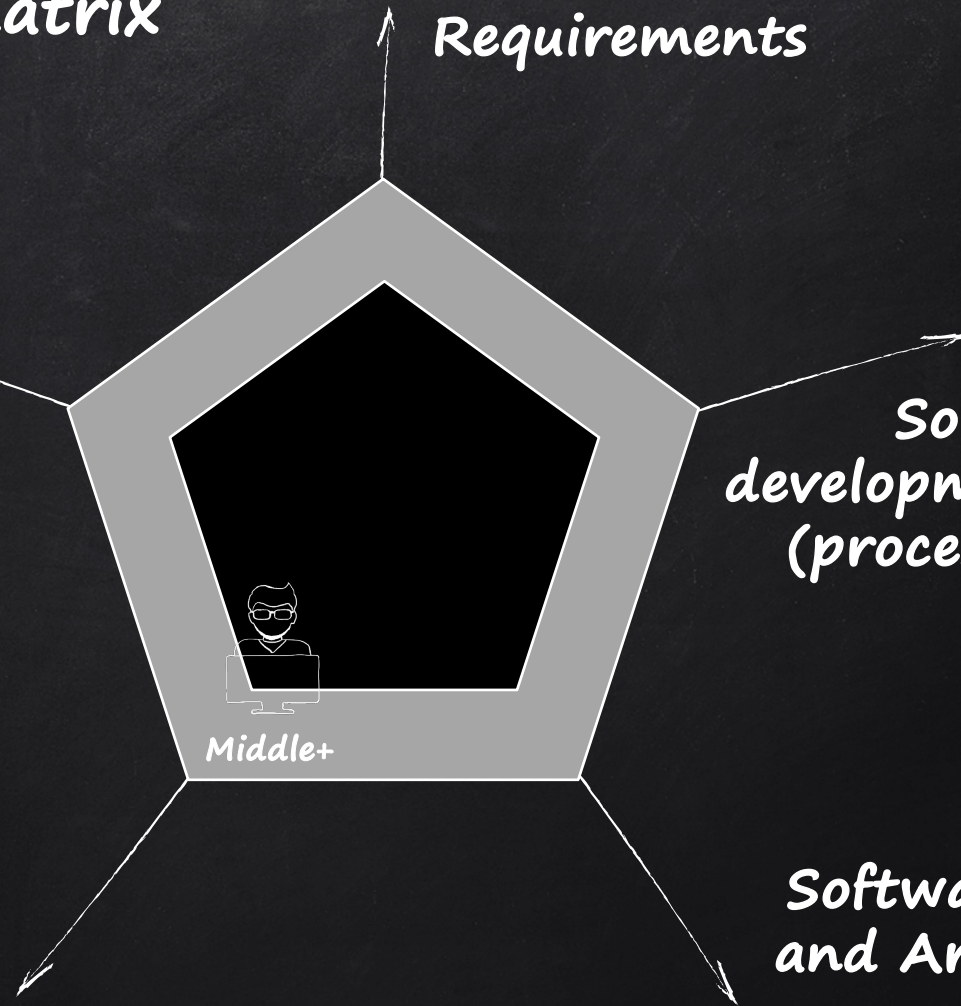 atrix
Requirements
So
developm
(proce
Middle+
Softwa
and Ar